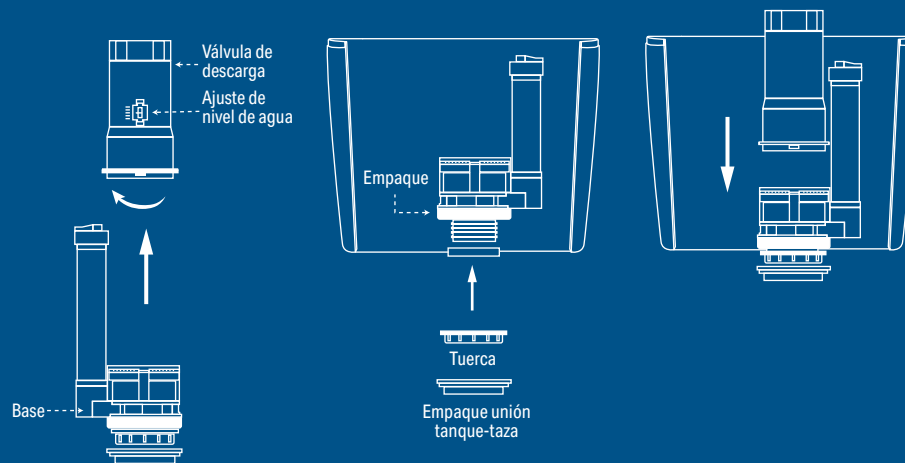 Válvula de
descarga
Ajuste de
nivel de agua
Base
Empaque
Tuerca
Empaque unión
tanque-taza